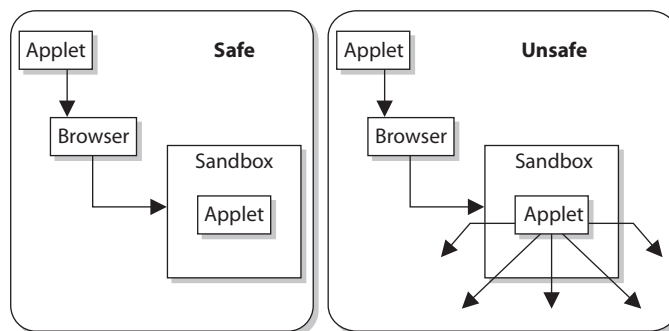 Applet
Safe
Browser
Sandbox
Applet
Applet
Unsafe
Browser
Sandbox
Applet